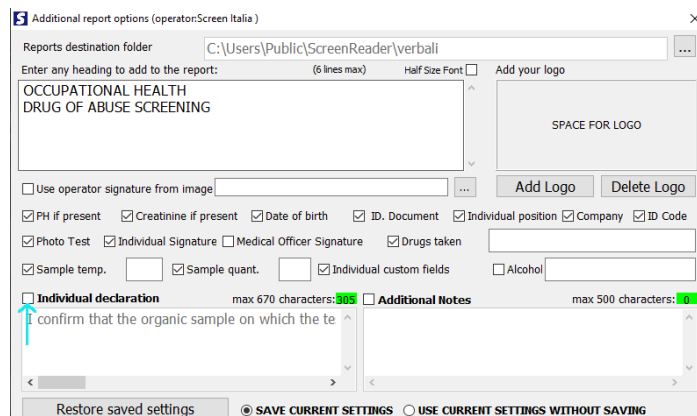 Additional report options (operator:Screen Italia )
Reports destination folder C:\Users\Public\ScreenReader\verbali ...
Enter any heading to add to the report: (6 lines max) Half Size Font Add your logo
OCCUPATIONAL HEALTH
DRUG OF ABUSE SCREENING
SPACE FOR LOGO
Use operator signature from image ... Add Logo Delete Logo
PH if present Creatinine if present Date of birth ID. Document Individual position Company ID Code
Photo Test Individual Signature Medical Officer Signature Drugs taken
Sample temp. Sample quant. Individual custom fields Alcohol
Individual declaration max 670 characters: 305 Additional Notes max 500 characters: 0
I confirm that the organic sample on which the te
Restore saved settings SAVE CURRENT SETTINGS USE CURRENT SETTINGS WITHOUT SAVING